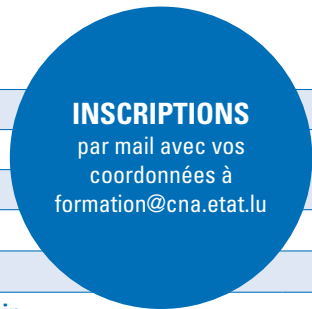 INSCRIPTIONS
par mail avec vos
coordonnées à
formation@cna.etat.lu